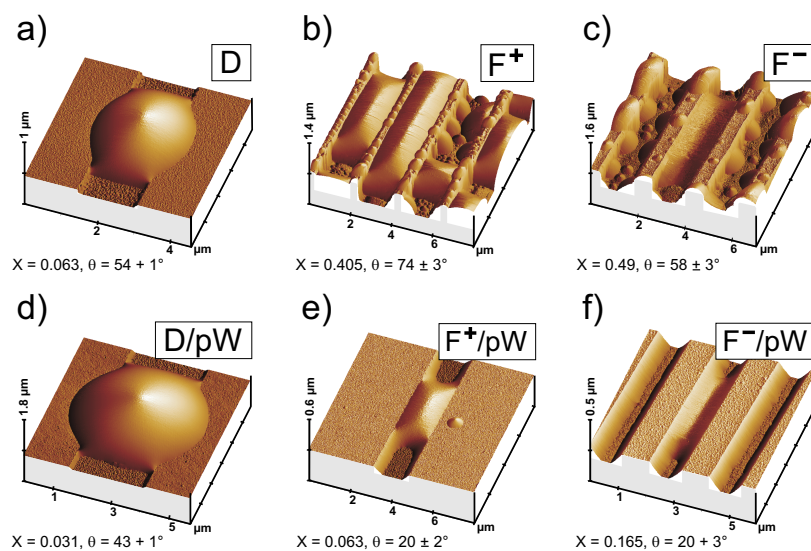 a)
D
1 µm
2
4
µm
X = 0.063, θ = 54 + 1°
b)
F⁺
1.4 µm
2
4
6
µm
X = 0.405, θ = 74 ± 3°
c)
F⁻
1.6 µm
2
4
6
µm
X = 0.49, θ = 58 ± 3°
d)
D/pW
1.8 µm
1
3
5
µm
X = 0.031, θ = 43 + 1°
e)
F⁺/pW
0.6 µm
2
4
6
µm
X = 0.063, θ = 20 ± 2°
f)
F⁻/pW
0.5 µm
1
3
5
µm
X = 0.165, θ = 20 + 3°